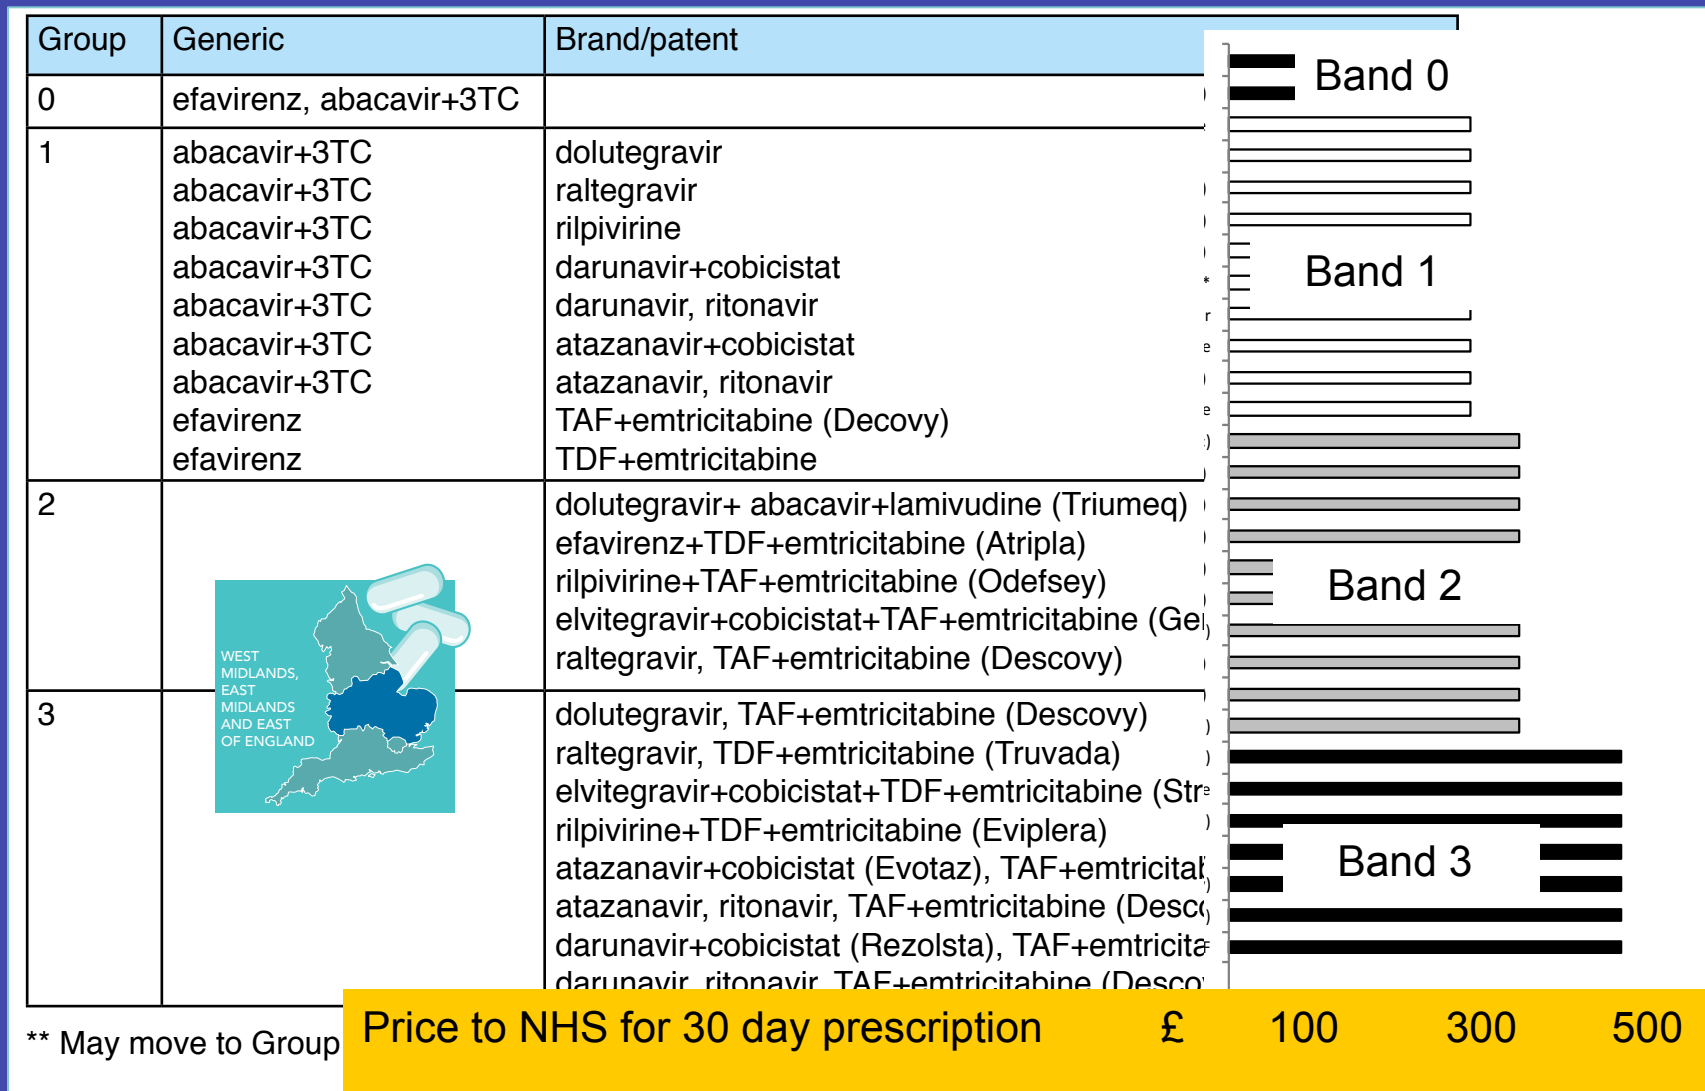 Group Generic Brand/patent
0 efavirenz, abacavir+3TC
1 abacavir+3TC dolutegravir
abacavir+3TC raltegravir
abacavir+3TC rilpivirine
abacavir+3TC darunavir+cobicistat
abacavir+3TC darunavir, ritonavir
abacavir+3TC atazanavir+cobicistat
abacavir+3TC atazanavir, ritonavir
efavirenz TAF+emtricitabine (Decovy)
efavirenz TDF+emtricitabine
2 dolutegravir+ abacavir+lamivudine (Triumeq)
efavirenz+TDF+emtricitabine (Atripla)
rilpivirine+TAF+emtricitabine (Odefsey)
elvitegravir+cobicistat+TAF+emtricitabine
raltegravir, TAF+emtricitabine (Descovy)
3 dolutegravir, TAF+emtricitabine (Descovy)
raltegravir, TDF+emtricitabine (Truvada)
elvitegravir+cobicistat+TDF+emtricitabine
rilpivirine+TDF+emtricitabine (Eviplera)
atazanavir+cobicistat (Evotaz),
atazanavir, ritonavir, TAF+emtricitabine
darunavir+cobicistat (Rezolsta),
darunavir, ritonavir, TAF+emtricitabine
WEST
MIDLANDS,
EAST
MIDLANDS
AND EAST
OF ENGLAND
Band 0
Band 1
Band 2
Band 3
** May move to Group
Price to NHS for 30 day prescription £ 100 300 500